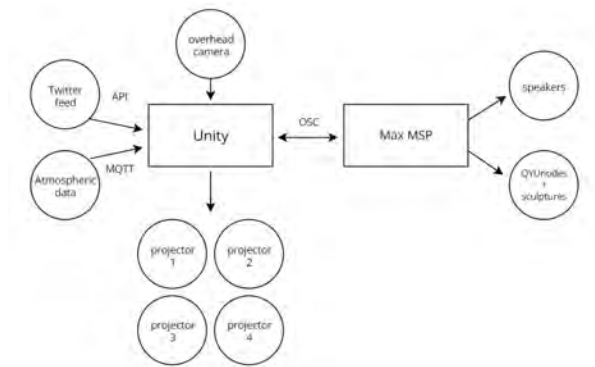 overhead
camera
Twitter
feed
API
speakers
OSC
Unity
Max MSP
MQTT
Atmospheric
data
QYUnodes
+
sculptures
projector
1
projector
2
projector
3
projector
4